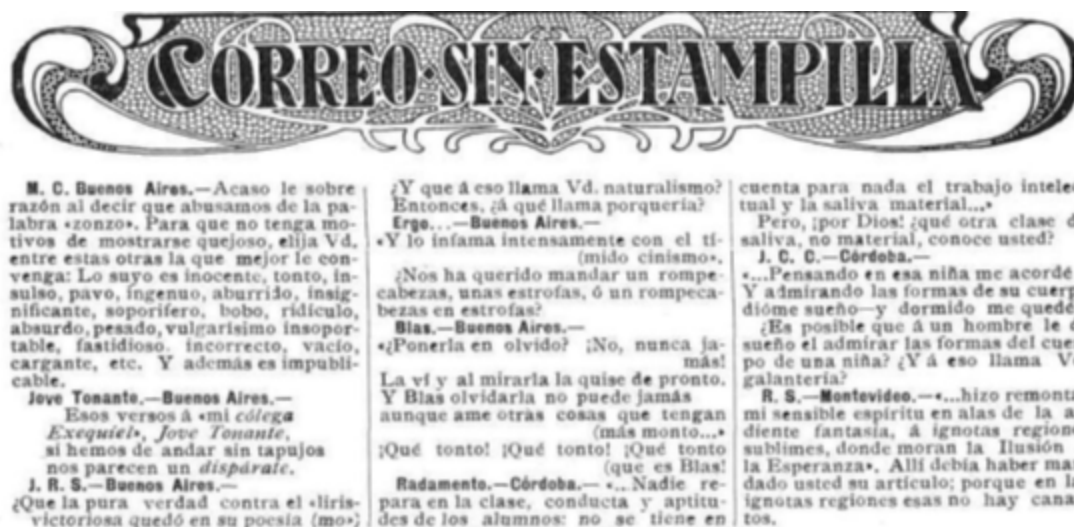 CORREO·SIN·ESTAMPILLA
M. C. Buenos Aires.—Acaso le sobre
razón al decir que abusamos de la pa-
labra «zonzo». Para que no tenga mo-
tivos de mostrarse quejoso, elija Vd.
entre estas otras la que mejor le con-
venga: Lo suyo es inocente, tonto, in-
sulso, pavo, ingenuo, aburrido, insig-
nificante, soporífero, bobo, ridículo,
absurdo, pesado, vulgarísimo insopor-
table, fastidioso, incorrecto, vacío,
cargante, etc. Y además es impubli-
cable.
Jove Tonante.—Buenos Aires.—
Esos versos á «mi cólega
Exequiel», Jove Tonante,
si hemos de andar sin tapujos
nos parecen un dispárate.
J. R. S.—Buenos Aires.—
¿Que la pura verdad contra el «liris-
victoriosa quedó en su poesía (mo»)
¿Y que á eso llama Vd. naturalismo?
Entonces, ¿á qué llama porquería?
Ergo...—Buenos Aires.—
«Y lo infama intensamente con el tí-
(mido cinismo».
¿Nos ha querido mandar un rompe-
cabezas, unas estrofas, ó un rompeca-
bezas en estrofas?
Blas.—Buenos Aires.—
«¿Ponerla en olvido? ¡No, nunca ja-
más!
La ví y al mirarla la quise de pronto.
Y Blas olvidarla no puede jamás
aunque ame otras cosas que tengan
(más monto...»
¡Qué tonto! ¡Qué tonto! ¡Qué tonto
(que es Blas!
Radamento.—Córdoba.— «...Nadie re-
para en la clase, conducta y aptitu-
des de los alumnos: no se tiene en
cuenta para nada el trabajo intelec
tual y la saliva material...»
Pero, ¡por Dios! ¿qué otra clase d
saliva, no material, conoce usted?
J. C. C.—Córdoba.—
«...Pensando en esa niña me acordé
Y admirando las formas de su cuerp
dióme sueño—y dormido me quedé
¿Es posible que á un hombre le d
sueño el admirar las formas del cuer
po de una niña? ¿Y á eso llama Vd
galantería?
R. S.—Montevideo.—«...hizo remonta
mi sensible espíritu en alas de la a
diente fantasía, á ignotas regione
sublimes, donde moran la Ilusión
la Esperanza». Allí debía haber man
dado usted su artículo; porque en la
ignotas regiones esas no hay canas
tos.